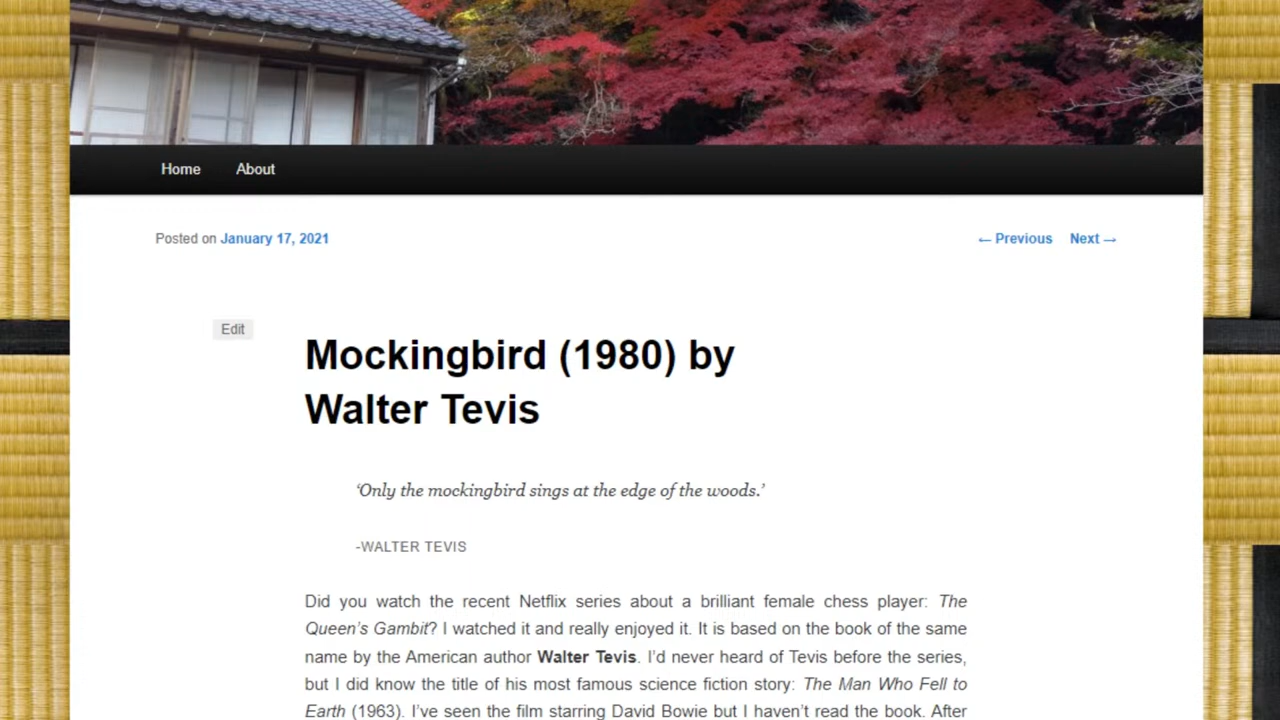 Home About
Posted on January 17, 2021
← Previous Next →
Edit
Mockingbird (1980) by
Walter Tevis
‘Only the mockingbird sings at the edge of the woods.’
-WALTER TEVIS
Did you watch the recent Netflix series about a brilliant female chess player: The
Queen’s Gambit? I watched it and really enjoyed it. It is based on the book of the same
name by the American author Walter Tevis. I’d never heard of Tevis before the series,
but I did know the title of his most famous science fiction story: The Man Who Fell to
Earth (1963). I’ve seen the film starring David Bowie but I haven’t read the book. After